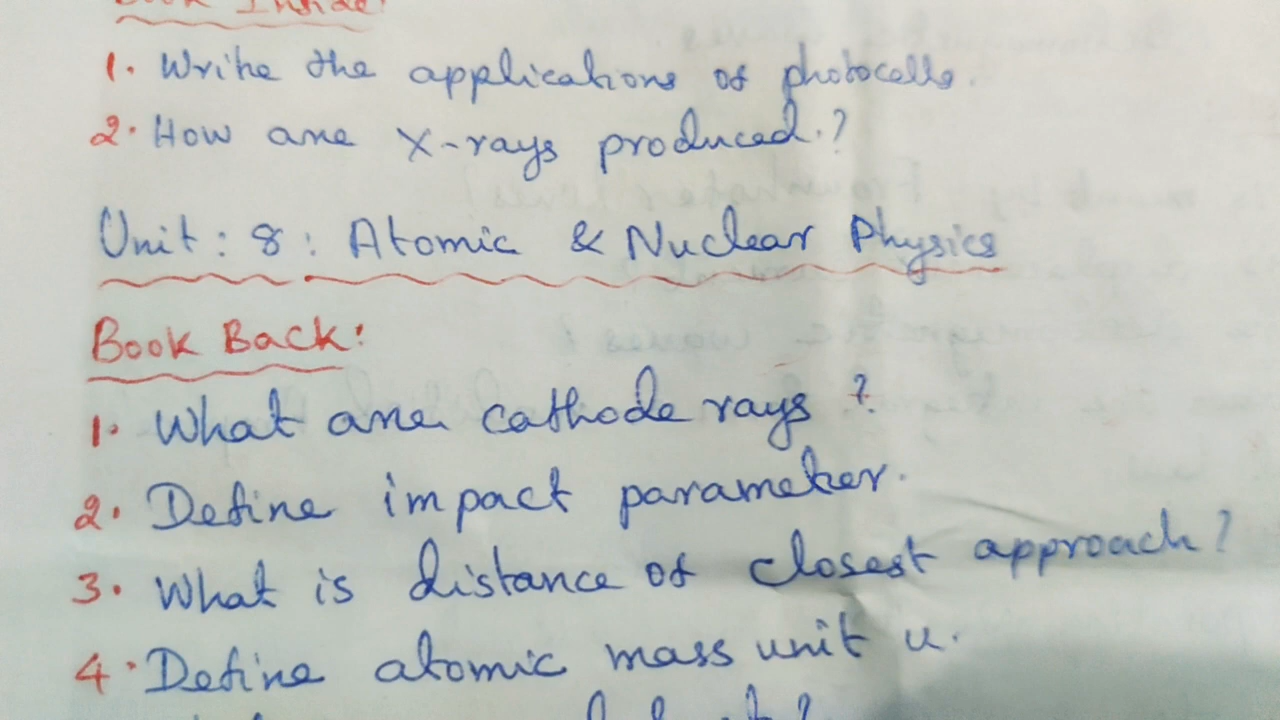 Book Inside:
1. Write the applications of photocells.
2. How are X-rays produced.?
Unit: 8: Atomic & Nuclear Physics
Book Back:
1. What are cathode rays?
2. Define impact parameter.
3. What is distance of closest approach?
4. Define atomic mass unit u.